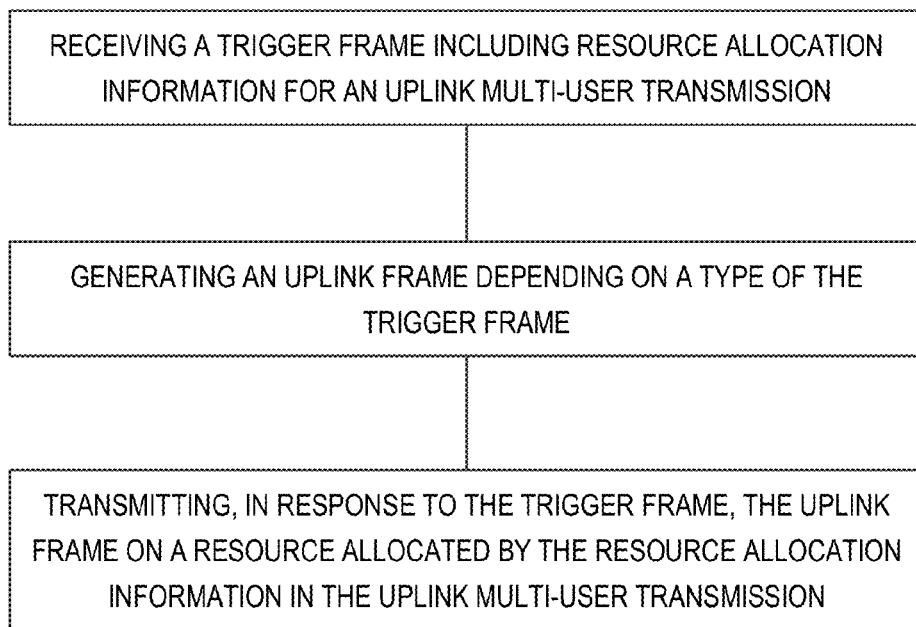 RECEIVING A TRIGGER FRAME INCLUDING RESOURCE ALLOCATION
INFORMATION FOR AN UPLINK MULTI-USER TRANSMISSION
GENERATING AN UPLINK FRAME DEPENDING ON A TYPE OF THE
TRIGGER FRAME
TRANSMITTING, IN RESPONSE TO THE TRIGGER FRAME, THE UPLINK
FRAME ON A RESOURCE ALLOCATED BY THE RESOURCE ALLOCATION
INFORMATION IN THE UPLINK MULTI-USER TRANSMISSION